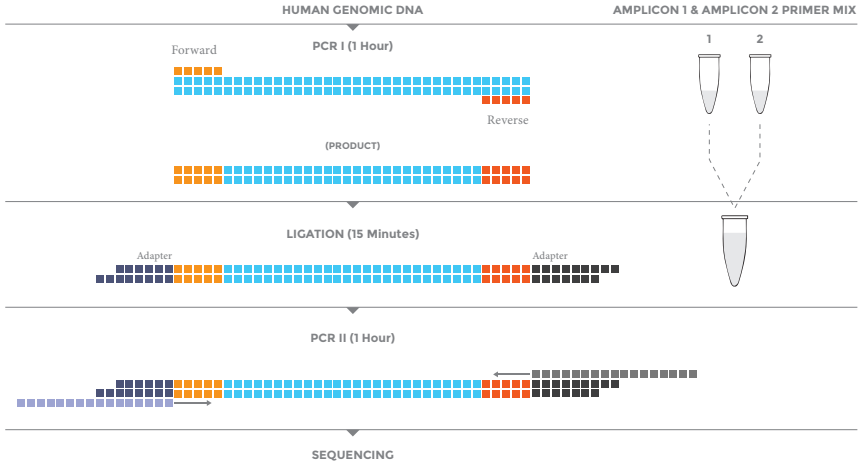 HUMAN GENOMIC DNA
AMPLICON 1 & AMPLICON 2 PRIMER MIX
PCR I (1 Hour)
1 2
Forward
Reverse
(PRODUCT)
LIGATION (15 Minutes)
Adapter
Adapter
PCR II (1 Hour)
SEQUENCING